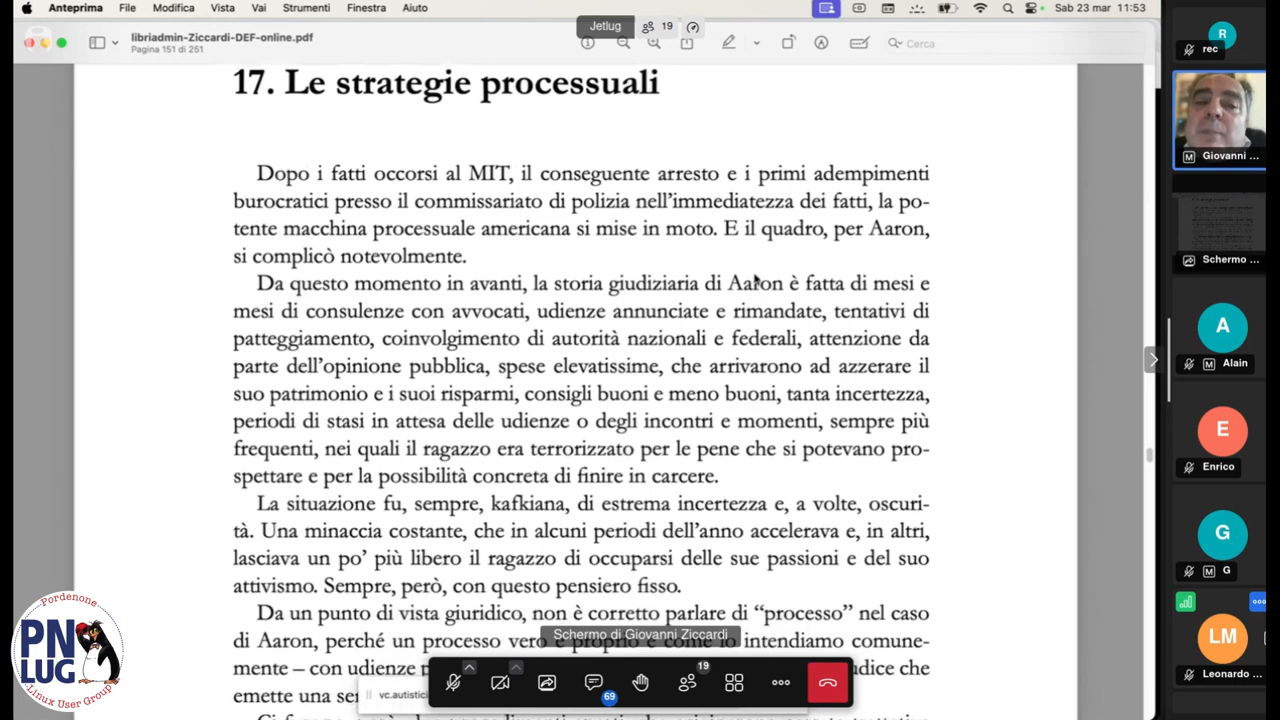 Anteprima File Modifica Vista Vai Strumenti Finestra Aiuto Sab 23 mar 11:53
Jetlug 19
libriadmin-Ziccardi-DEF-online.pdf
Pagina 151 di 251
Cerca
17. Le strategie processuali
Dopo i fatti occorsi al MIT, il conseguente arresto e i primi adempimenti
burocratici presso il commissariato di polizia nell’immediatezza dei fatti, la po-
tente macchina processuale americana si mise in moto. E il quadro, per Aaron,
si complicò notevolmente.
Da questo momento in avanti, la storia giudiziaria di Aaron è fatta di mesi e
mesi di consulenze con avvocati, udienze annunciate e rimandate, tentativi di
patteggiamento, coinvolgimento di autorità nazionali e federali, attenzione da
parte dell’opinione pubblica, spese elevatissime, che arrivarono ad azzerare il
suo patrimonio e i suoi risparmi, consigli buoni e meno buoni, tanta incertezza,
periodi di stasi in attesa delle udienze o degli incontri e momenti, sempre più
frequenti, nei quali il ragazzo era terrorizzato per le pene che si potevano pro-
spettare e per la possibilità concreta di finire in carcere.
La situazione fu, sempre, kafkiana, di estrema incertezza e, a volte, oscuri-
tà. Una minaccia costante, che in alcuni periodi dell’anno accelerava e, in altri,
lasciava un po’ più libero il ragazzo di occuparsi delle sue passioni e del suo
attivismo. Sempre, però, con questo pensiero fisso.
Da un punto di vista giuridico, non è corretto parlare di “processo” nel caso
di Aaron, perché un processo vero e proprio e come lo intendiamo comune-
mente – con udienze
emette una
Schermo di Giovanni Ziccardi
vc.autistici
19
69
R
rec
M Giovanni ...
Schermo ...
A
M Alain
E
Enrico
G
M G
LM
Leonardo ...
Pordenone
PN
LUG
Linux User Group